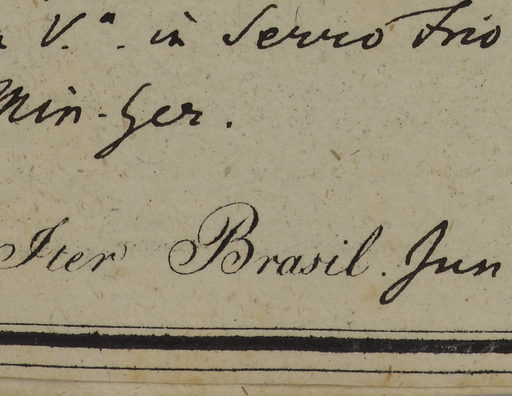 V.ª. in Serro Frio
Min. Ger.
Iter Brasil. Jun